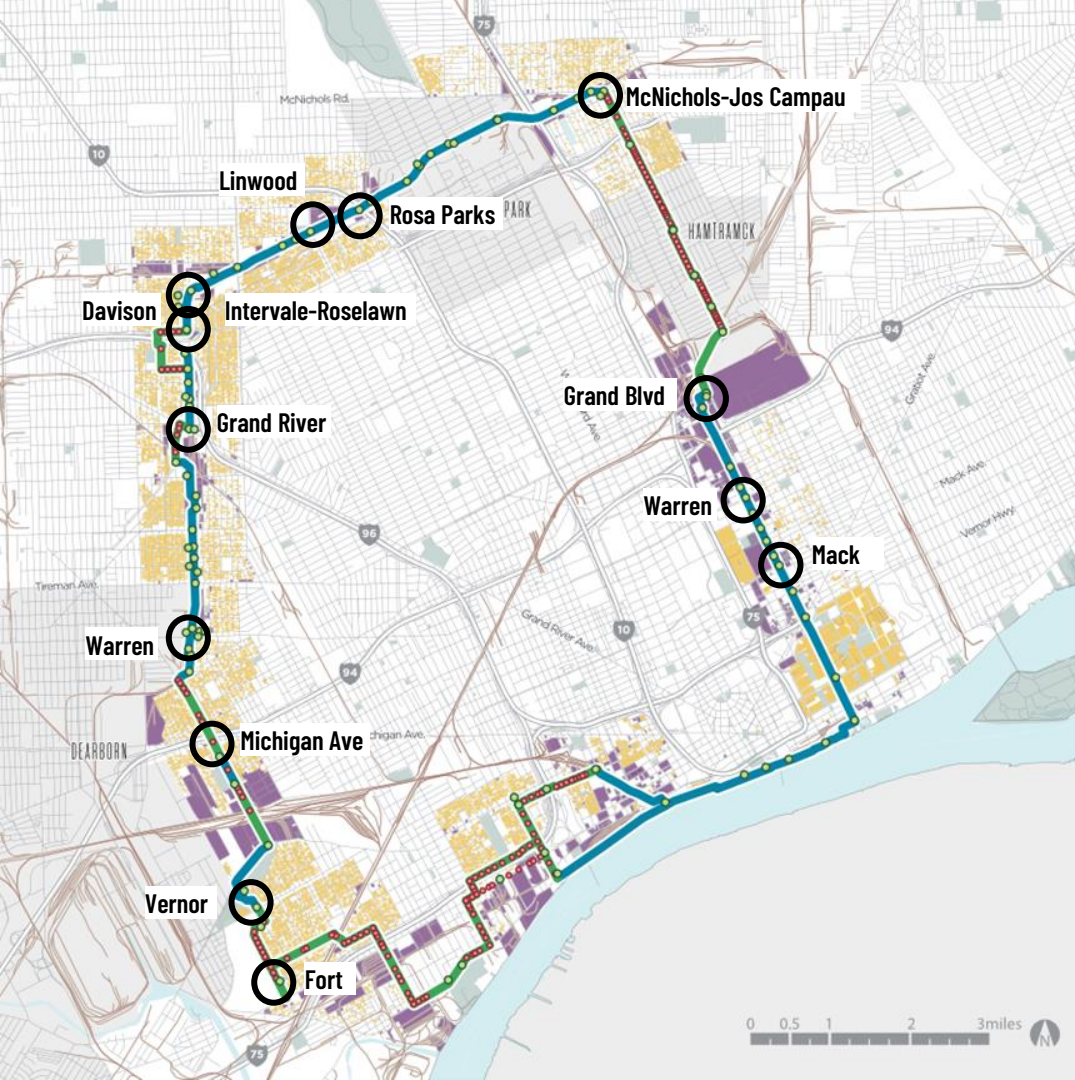 75
McNichols Rd.
McNichols-Jos Campau
10
Linwood
PARK
Rosa Parks
HAMTRAMCK
Davison
Intervale-Roselawn
94
Grand Blvd
Gratiot Ave.
Grand River
Warren
Mack Ave.
Vernor Hwy.
96
Mack
Tireman Ave.
Grand River Ave.
10
75
Warren
94
Michigan Ave
chigan Ave.
DEARBORN
Vernor
Fort
0 0.5 1 2 3miles
N
75